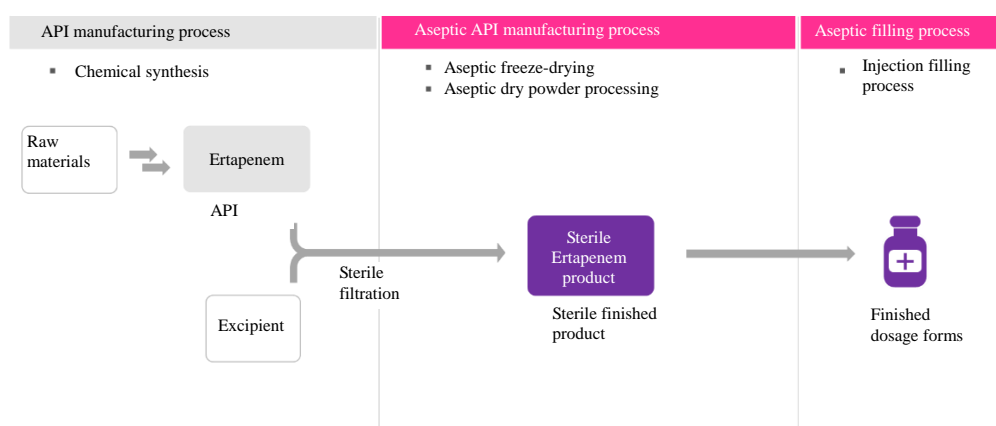 API manufacturing process
Aseptic API manufacturing process
Aseptic filling process
▪ Chemical synthesis
▪ Aseptic freeze-drying
▪ Aseptic dry powder processing
▪ Injection filling
process
Raw
materials
Ertapenem
API
Sterile
filtration
Excipient
Sterile
Ertapenem
product
Sterile finished
product
Finished
dosage forms